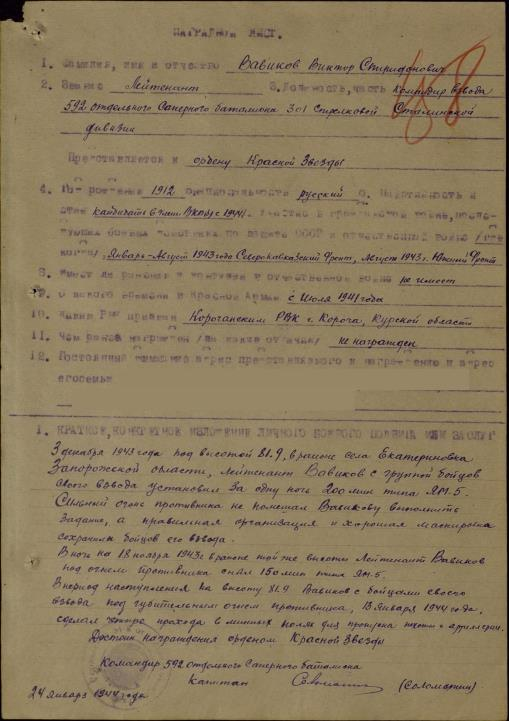 НАГРАДНОЙ ЛИСТ.
48
1. Фамилия, имя и отчество Вавиков Виктор Спиридонович
2. Звание Лейтенант 3. Должность, часть Командир взвода
592 отдельного Саперного батальона 301 Стрелковой Сталинской
дивизии
Представляется к ордену Красной Звезды
4. Год рождения 1912 5. Национальность русский 6. Партийность и
стаж кандидат в члены ВКП(б) с 1944г. Участие в гражданской войне, после-
дующих боевых действиях по защите СССР и отечественной войне /где
когда/ Январь-Август 1943 года Северокавказский Фронт, Август 1943 г. Южный Фронт
8. Имеет ли ранения и контузии в отечественной войне не имеет
9. С какого времени в Красной Армии с Июля 1941 года
10. Каким РВК призван Корочанским РВК г. Короча, Курской области
11. Чем ранее награжден /за какие отличия/ не награжден
12. Постоянный домашний адрес представляемого к награждению и адрес
его семьи
1. КРАТКОЕ, КОНКРЕТНОЕ ИЗЛОЖЕНИЕ ЛИЧНОГО БОЕВОГО ПОДВИГА ИЛИ ЗАСЛУГ
3 декабря 1943 года под высотой 81.9, в районе села Екатериновка
Запорожской области, Лейтенант Вавиков с группой бойцов
своего взвода установил за одну ночь 200 мин типа ЯМ-5.
Сильный огонь противника не помешал Вавикову выполнить
задание, а правильная организация и хорошая маскировка
сохранили бойцов его взвода.
В ночь на 18 ноября 1943г в районе той же высоты Лейтенант Вавиков
под огнем противника снял 150 мин типа ЯМ-5.
В период наступления на высоту 81.9 Вавиков с бойцами своего
взвода под губительным огнем противника, 13 Января 1944 года,
сделал четыре прохода в минных полях для пропуска пехоты и артиллерии.
Достоин награждения орденом Красной Звезды
Командир 592 отдельного Саперного батальона
капитан (Соломатин)
24 января 1944 года